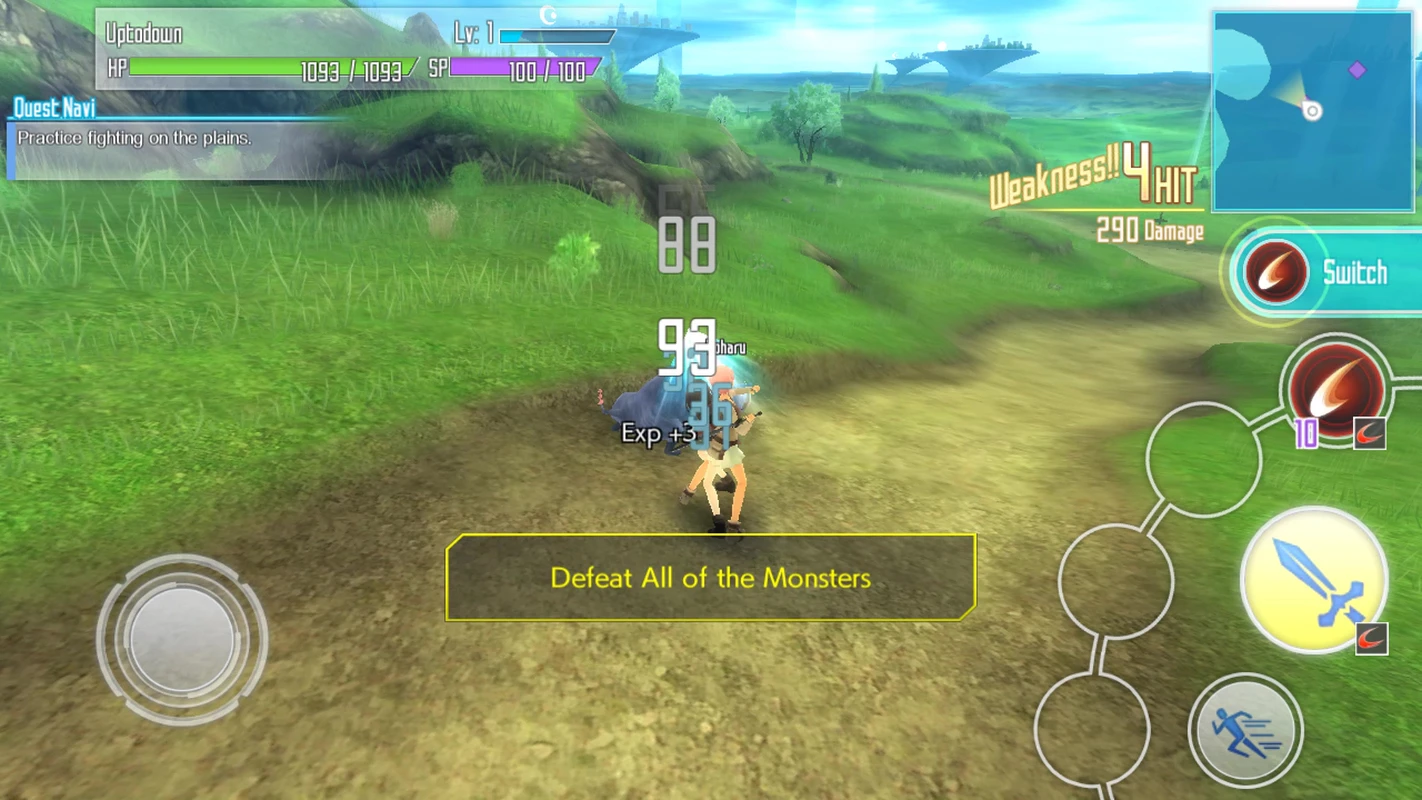 Uptodown
Lv: 1
HP
1093 / 1093
SP
100 / 100
Quest Navi
Practice fighting on the plains.
Weakness!! 4 HIT
290 Damage
Switch
88
93
36
Exp +3
10
Defeat All of the Monsters